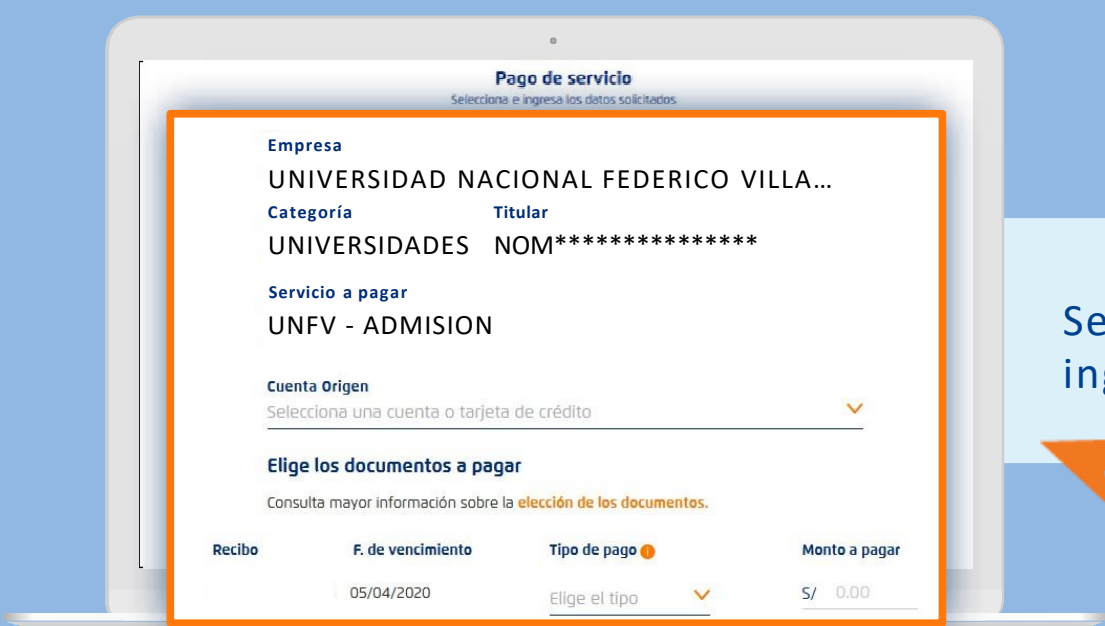 Pago de servicio
Selecciona e ingresa los datos solicitados
Empresa
UNIVERSIDAD NACIONAL FEDERICO VILLA...
Categoría Titular
UNIVERSIDADES NOM***************
Servicio a pagar
UNFV - ADMISION
Cuenta Origen
Selecciona una cuenta o tarjeta de crédito
Elige los documentos a pagar
Consulta mayor información sobre la elección de los documentos.
Recibo F. de vencimiento Tipo de pago Monto a pagar
05/04/2020 Elige el tipo S/ 0.00